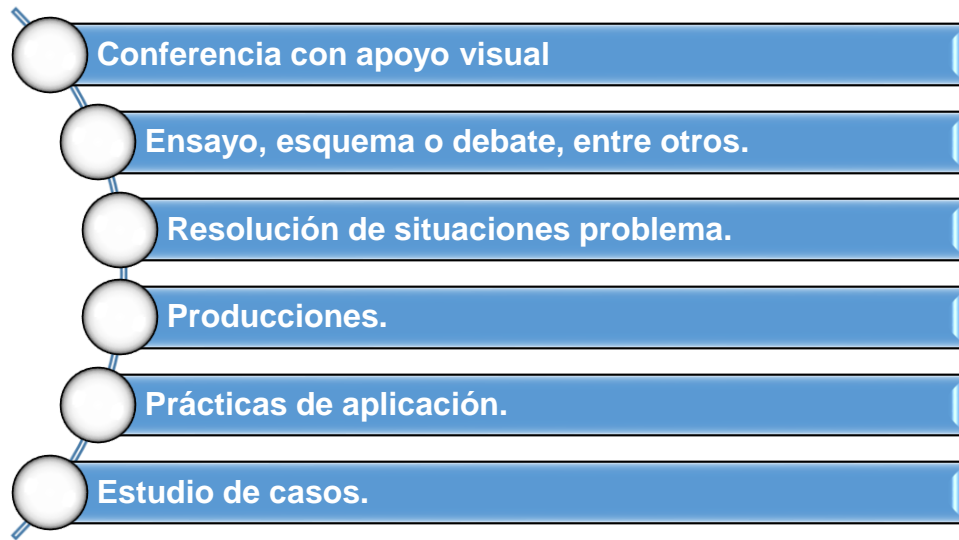 Conferencia con apoyo visual
Ensayo, esquema o debate, entre otros.
Resolución de situaciones problema.
Producciones.
Prácticas de aplicación.
Estudio de casos.